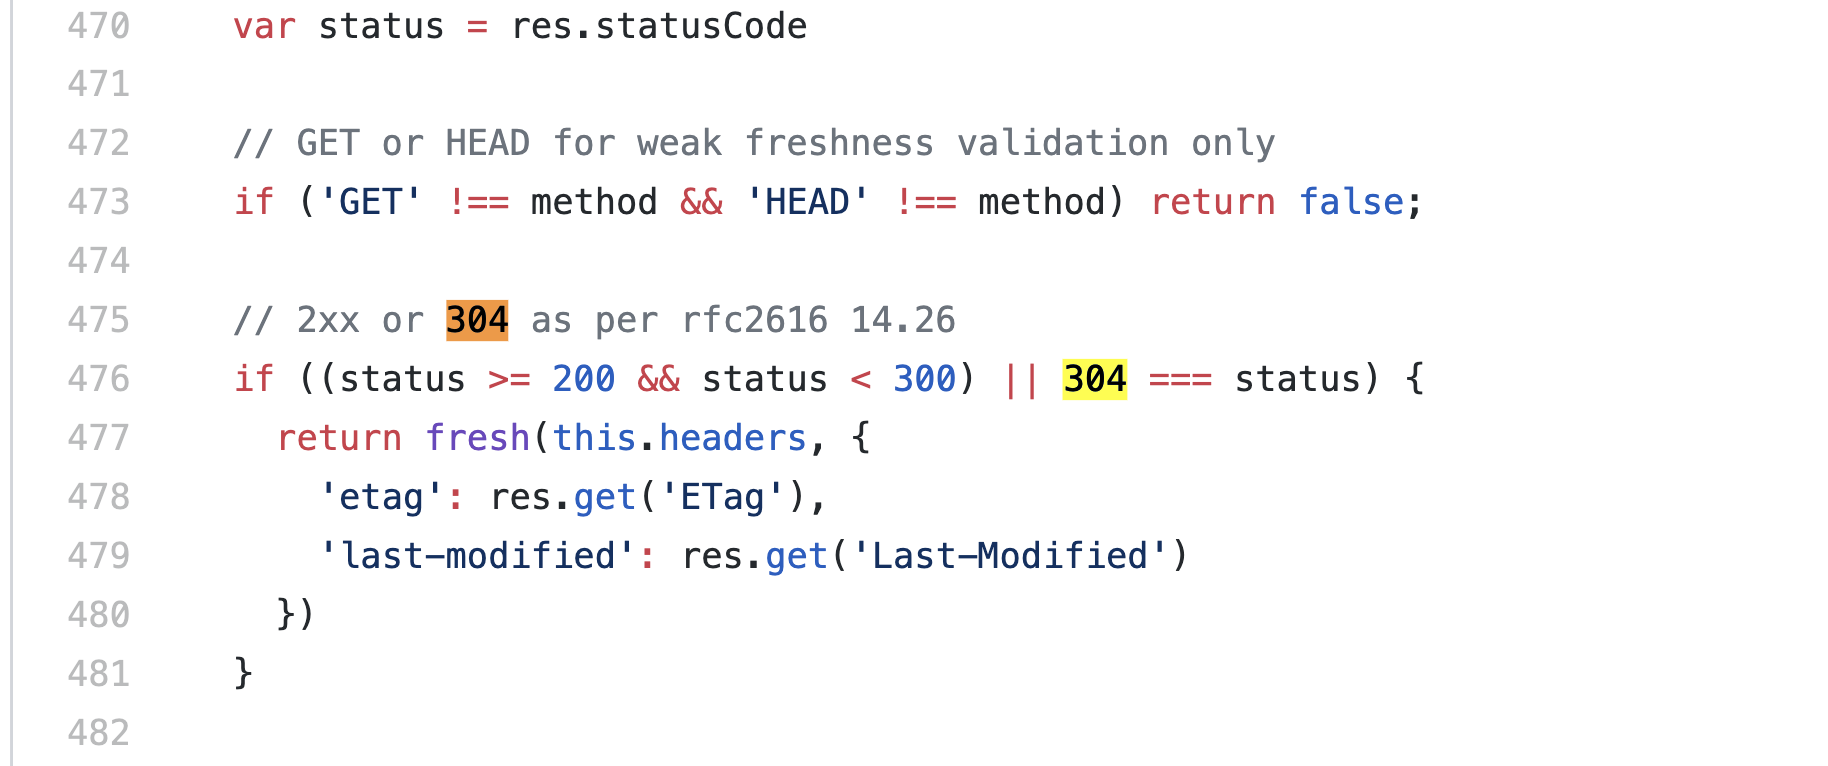 470 var status = res.statusCode
471
472 // GET or HEAD for weak freshness validation only
473 if ('GET' !== method && 'HEAD' !== method) return false;
474
475 // 2xx or 304 as per rfc2616 14.26
476 if ((status >= 200 && status < 300) || 304 === status) {
477 return fresh(this.headers, {
478 'etag': res.get('ETag'),
479 'last-modified': res.get('Last-Modified')
480 })
481 }
482